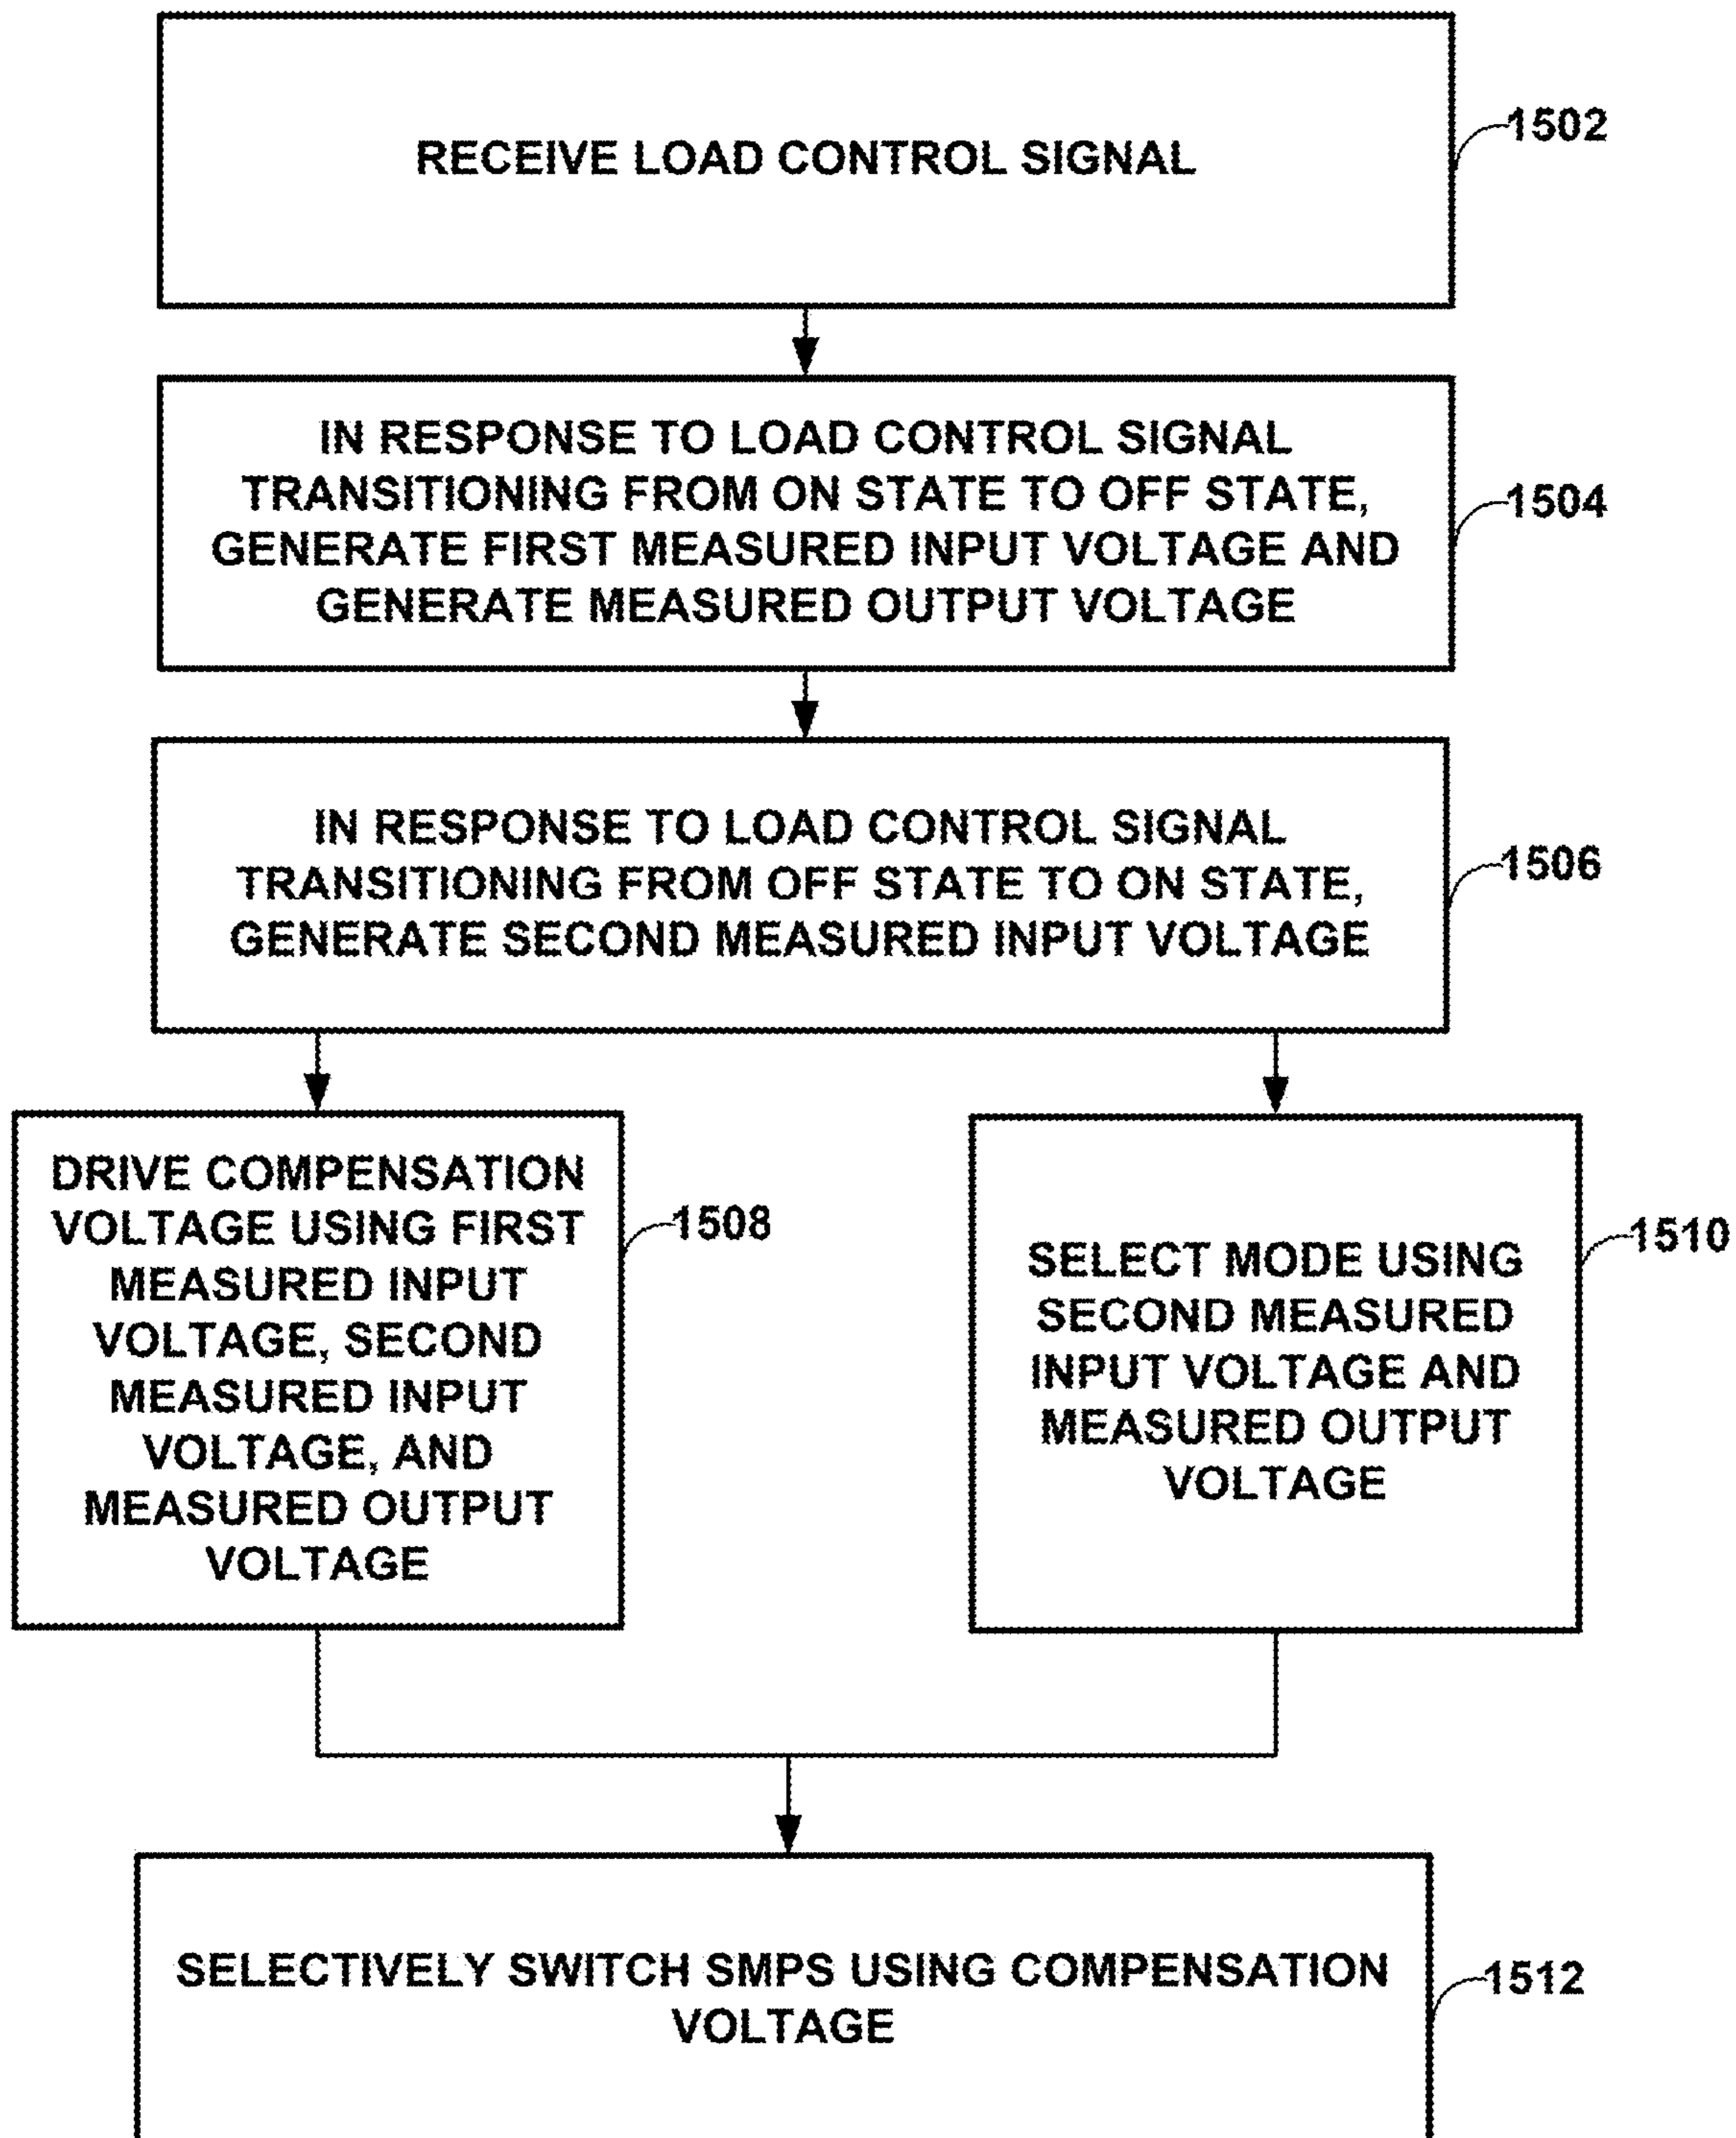 RECEIVE LOAD CONTROL SIGNAL
1502
IN RESPONSE TO LOAD CONTROL SIGNAL
TRANSITIONING FROM ON STATE TO OFF STATE,
GENERATE FIRST MEASURED INPUT VOLTAGE AND
GENERATE MEASURED OUTPUT VOLTAGE
1504
IN RESPONSE TO LOAD CONTROL SIGNAL
TRANSITIONING FROM OFF STATE TO ON STATE,
GENERATE SECOND MEASURED INPUT VOLTAGE
1506
DRIVE COMPENSATION
VOLTAGE USING FIRST
MEASURED INPUT
VOLTAGE, SECOND
MEASURED INPUT
VOLTAGE, AND
MEASURED OUTPUT
VOLTAGE
1508
SELECT MODE USING
SECOND MEASURED
INPUT VOLTAGE AND
MEASURED OUTPUT
VOLTAGE
1510
SELECTIVELY SWITCH SMPS USING COMPENSATION
VOLTAGE
1512